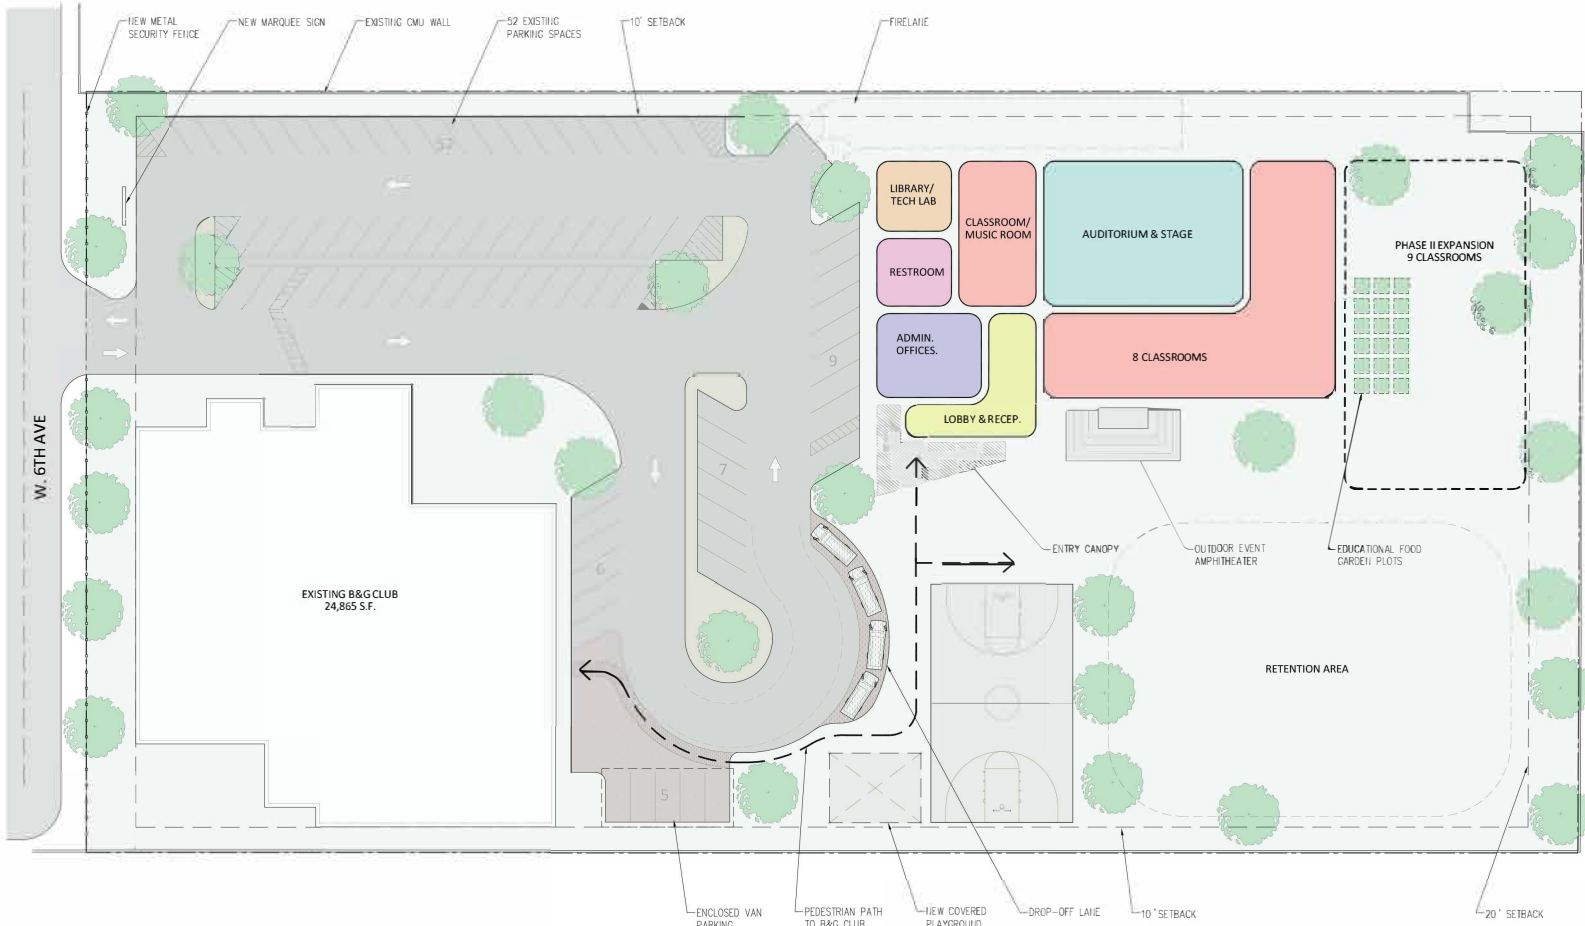 NEW METAL
SECURITY FENCE
NEW MARQUEE SIGN
EXISTING CMU WALL
52 EXISTING
PARKING SPACES
10' SETBACK
FIRELANE
52
LIBRARY/
TECH LAB
CLASSROOM/
MUSIC ROOM
AUDITORIUM & STAGE
PHASE II EXPANSION
9 CLASSROOMS
RESTROOM
ADMIN.
OFFICES.
9
8 CLASSROOMS
LOBBY & RECEP.
W. 6TH AVE
7
6
ENTRY CANOPY
OUTDOOR EVENT
AMPHITHEATER
EDUCATIONAL FOOD
GARDEN PLOTS
EXISTING B&G CLUB
24,865 S.F.
RETENTION AREA
5
ENCLOSED VAN
PARKING
PEDESTRIAN PATH
TO B&G CLUB
NEW COVERED
PLAYGROUND
DROP-OFF LANE
10' SETBACK
20' SETBACK